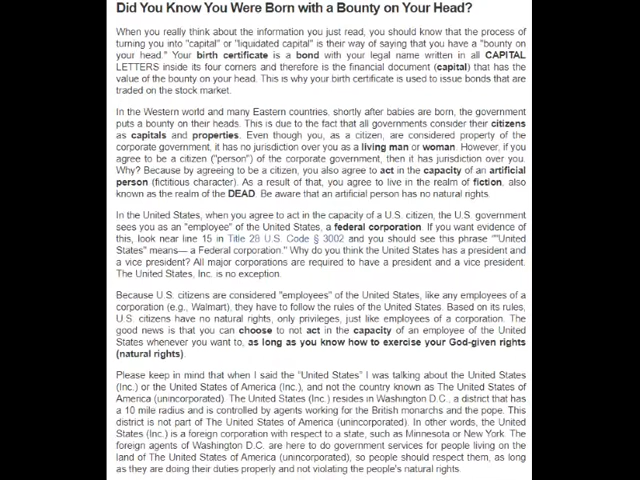 Did You Know You Were Born with a Bounty on Your Head?
When you really think about the information you just read, you should know that the process of
turning you into "capital" or "liquidated capital" is their way of saying that you have a "bounty on
your head." Your birth certificate is a bond with your legal name written in all CAPITAL
LETTERS inside its four corners and therefore is the financial document (capital) that has the
value of the bounty on your head. This is why your birth certificate is used to issue bonds that are
traded on the stock market.
In the Western world and many Eastern countries, shortly after babies are born, the government
puts a bounty on their heads. This is due to the fact that all governments consider their citizens
as capitals and properties. Even though you, as a citizen, are considered property of the
corporate government, it has no jurisdiction over you as a living man or woman. However, if you
agree to be a citizen ("person") of the corporate government, then it has jurisdiction over you.
Why? Because by agreeing to be a citizen, you also agree to act in the capacity of an artificial
person (fictitious character). As a result of that, you agree to live in the realm of fiction, also
known as the realm of the DEAD. Be aware that an artificial person has no natural rights.
In the United States, when you agree to act in the capacity of a U.S. citizen, the U.S. government
sees you as an "employee" of the United States, a federal corporation. If you want evidence of
this, look near line 15 in Title 28 U.S. Code § 3002 and you should see this phrase ""United
States" means— a Federal corporation." Why do you think the United States has a president and
a vice president? All major corporations are required to have a president and a vice president.
The United States, Inc. is no exception.
Because U.S. citizens are considered "employees" of the United States, like any employees of a
corporation (e.g., Walmart), they have to follow the rules of the United States. Based on its rules,
U.S. citizens have no natural rights, only privileges, just like employees of a corporation. The
good news is that you can choose to not act in the capacity of an employee of the United
States whenever you want to, as long as you know how to exercise your God-given rights
(natural rights).
Please keep in mind that when I said the "United States" I was talking about the United States
(Inc.) or the United States of America (Inc.), and not the country known as The United States of
America (unincorporated). The United States (Inc.) resides in Washington D.C., a district that has
a 10 mile radius and is controlled by agents working for the British monarchs and the pope. This
district is not part of The United States of America (unincorporated). In other words, the United
States (Inc.) is a foreign corporation with respect to a state, such as Minnesota or New York. The
foreign agents of Washington D.C. are here to do government services for people living on the
land of The United States of America (unincorporated), so people should respect them, as long
as they are doing their duties properly and not violating the people's natural rights.